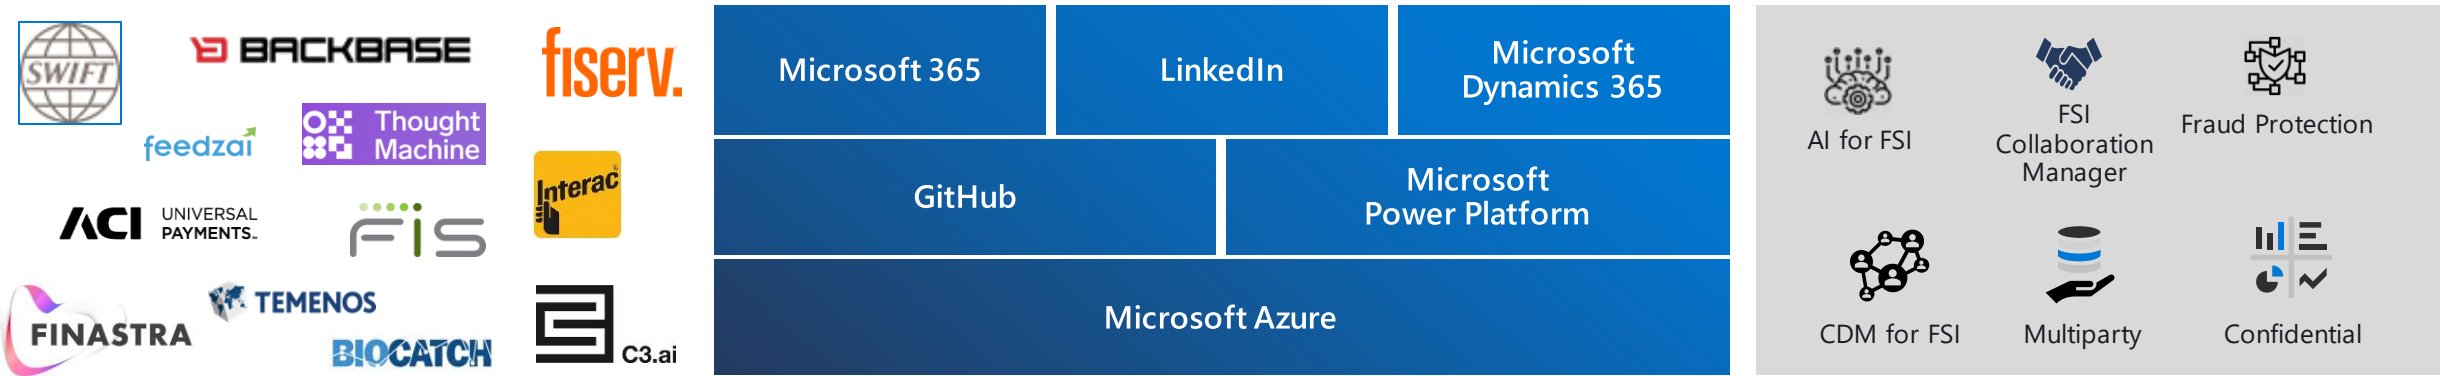 SWIFT
BACKBASE
fiserv.
feedzai
Thought
Machine
Interac
ACI UNIVERSAL
PAYMENTS™
FIS
FINASTRA
TEMENOS
BIOCATCH
C3.ai
Microsoft 365
LinkedIn
Microsoft
Dynamics 365
GitHub
Microsoft
Power Platform
Microsoft Azure
AI for FSI
FSI
Collaboration
Manager
Fraud Protection
CDM for FSI
Multiparty
Confidential